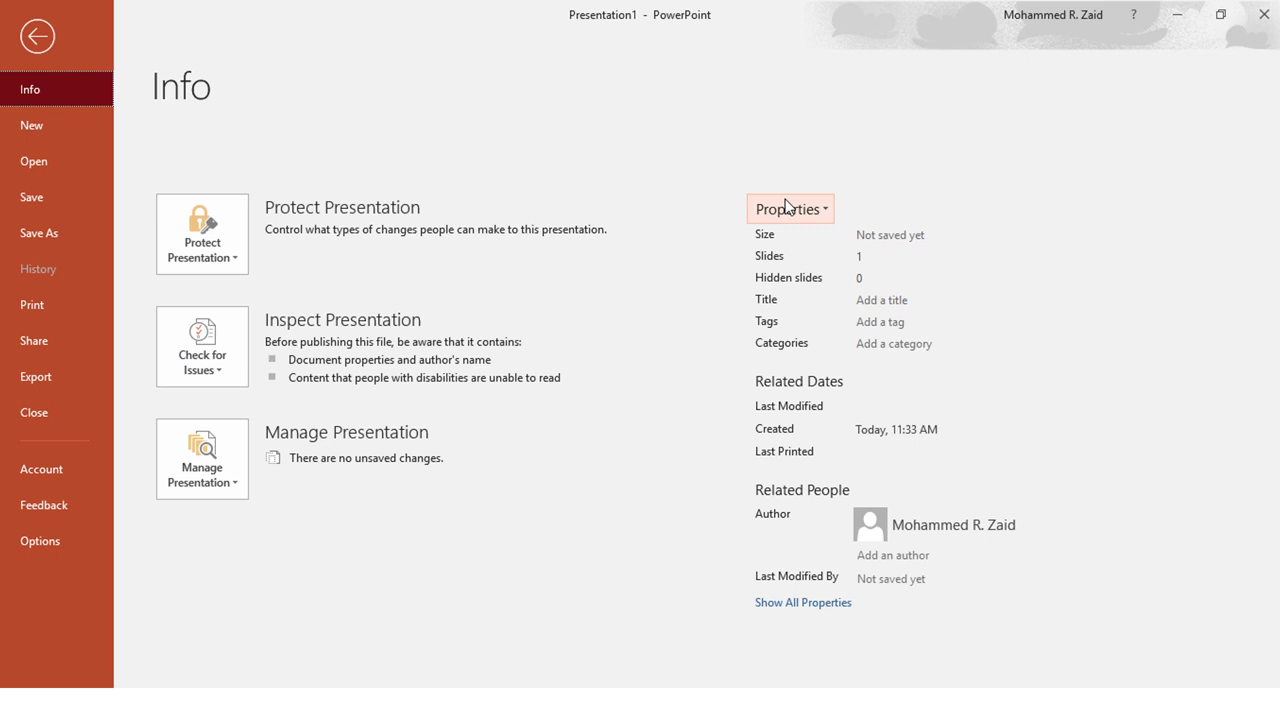 Presentation1 - PowerPoint
Mohammed R. Zaid
?
Info
New
Open
Save
Save As
History
Print
Share
Export
Close
Account
Feedback
Options
Info
Protect Presentation
Protect Presentation
Control what types of changes people can make to this presentation.
Check for Issues
Inspect Presentation
Before publishing this file, be aware that it contains:
Document properties and author's name
Content that people with disabilities are unable to read
Manage Presentation
Manage Presentation
There are no unsaved changes.
Properties
Size Not saved yet
Slides 1
Hidden slides 0
Title Add a title
Tags Add a tag
Categories Add a category
Related Dates
Last Modified
Created Today, 11:33 AM
Last Printed
Related People
Author Mohammed R. Zaid
Add an author
Last Modified By Not saved yet
Show All Properties